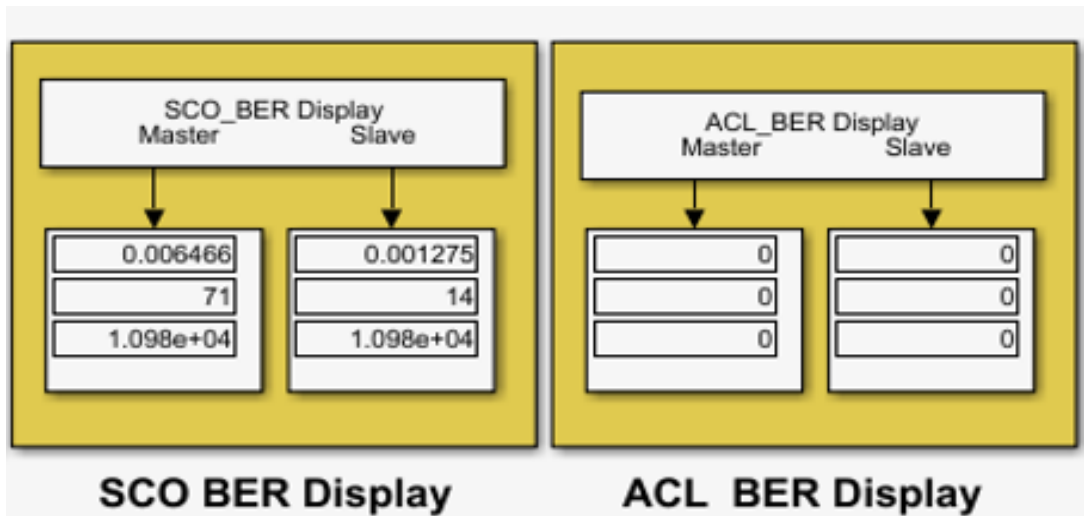 SCO_BER Display
Master Slave
0.006466 0.001275
71 14
1.098e+04 1.098e+04
SCO BER Display
ACL_BER Display
Master Slave
0 0
0 0
0 0
ACL BER Display